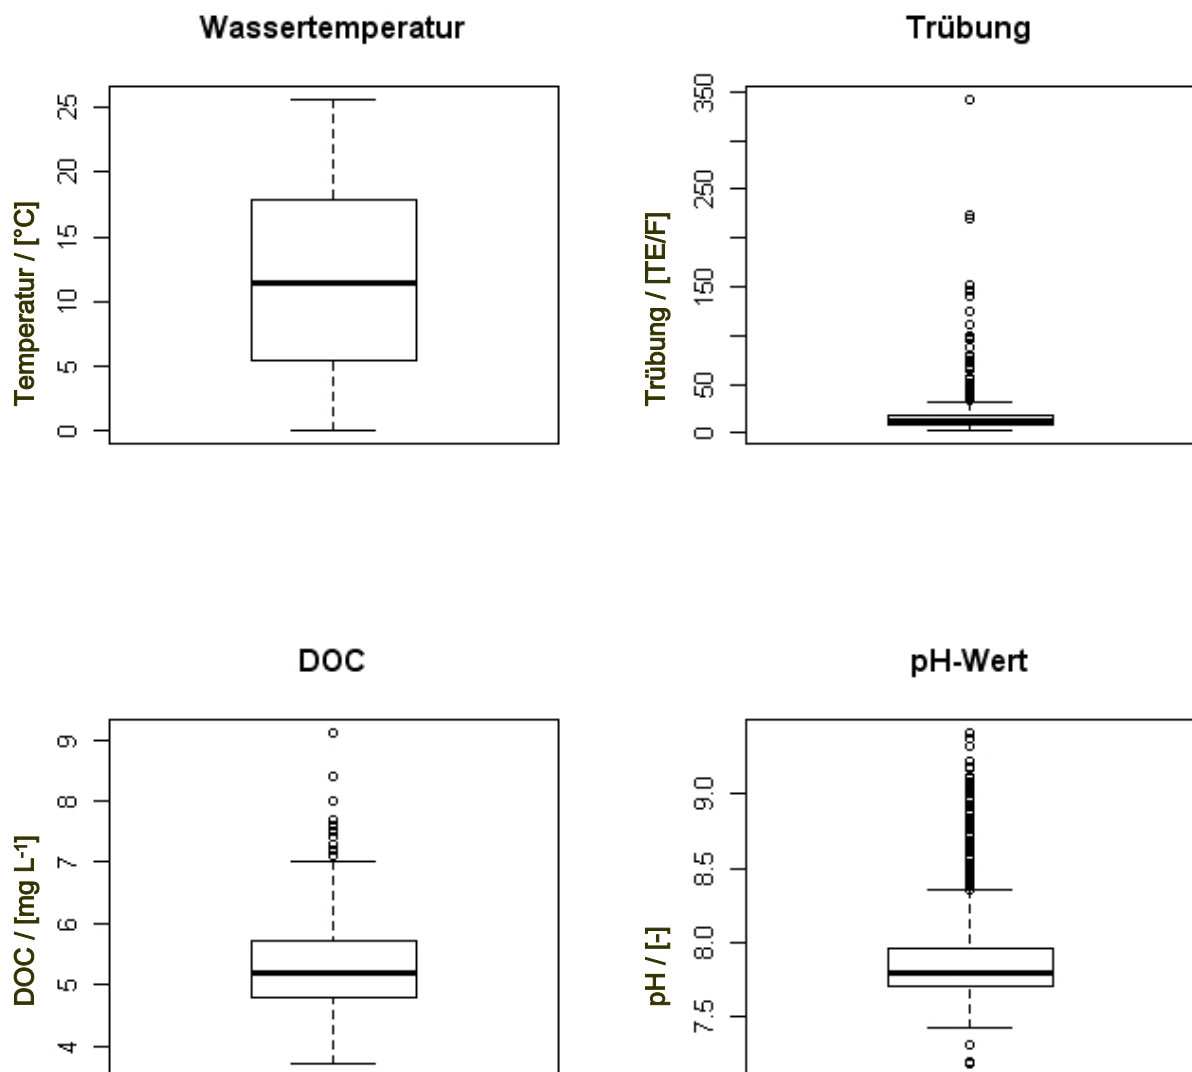 Wassertemperatur
Temperatur / [°C]
25
20
15
10
5
0
Trübung
Trübung / [TE/F]
350
250
150
50
0
DOC
DOC / [mg L⁻¹]
9
8
7
6
5
4
pH-Wert
pH / [-]
9.0
8.5
8.0
7.5